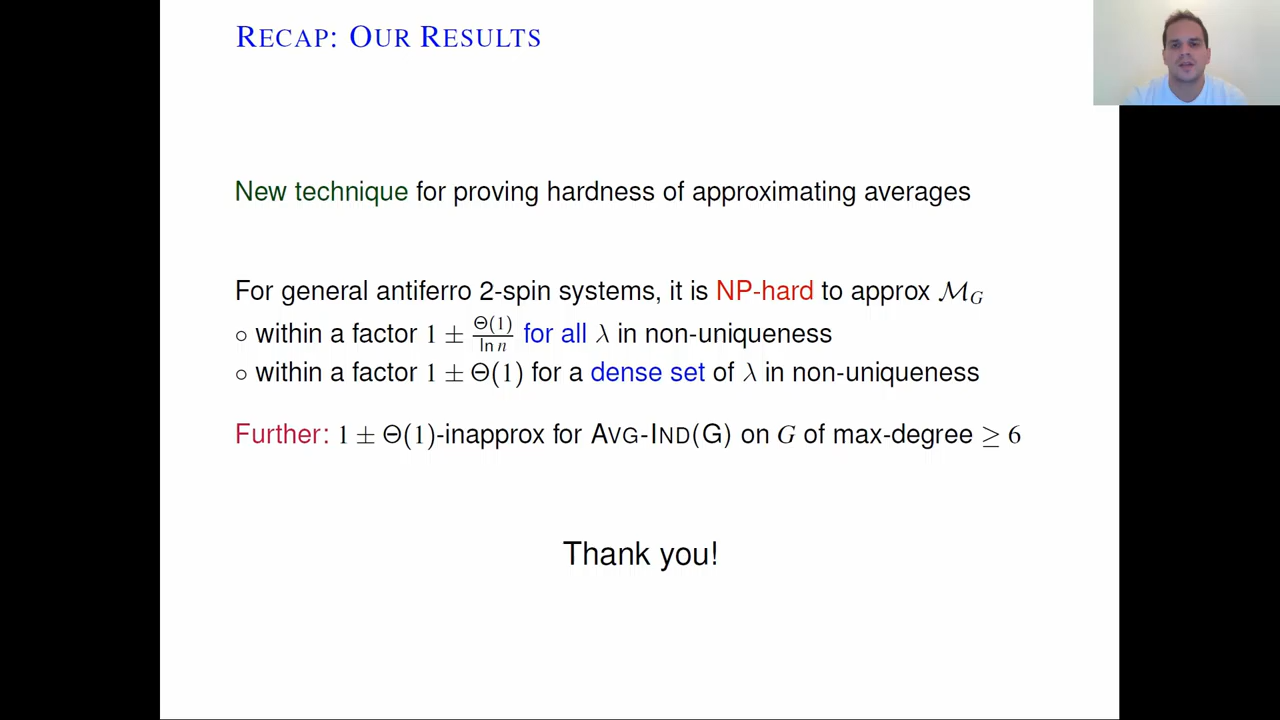 RECAP: OUR RESULTS
New technique for proving hardness of approximating averages
For general antiferro 2-spin systems, it is NP-hard to approx 𝓜_G
○ within a factor 1 ± Θ(1)/ln n for all λ in non-uniqueness
○ within a factor 1 ± Θ(1) for a dense set of λ in non-uniqueness
Further: 1 ± Θ(1)-inapprox for AVG-IND(G) on G of max-degree ≥ 6
Thank you!